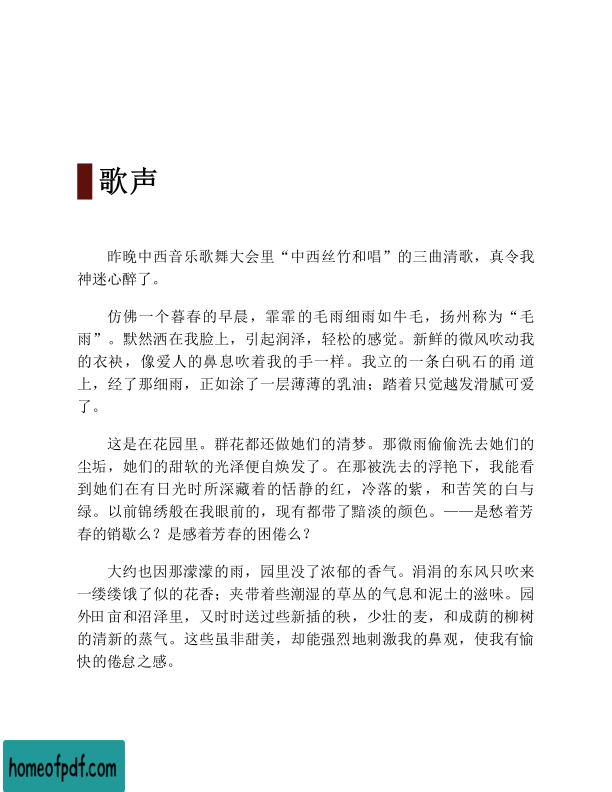 歌声
昨晚中西音乐歌舞大会里“中西丝竹和唱”的三曲清歌，真令我
神迷心醉了。
仿佛一个暮春的早晨，霏霏的毛雨细雨如牛毛，扬州称为“毛
雨”。默然洒在我脸上，引起润泽，轻松的感觉。新鲜的微风吹动我
的衣袂，像爱人的鼻息吹着我的手一样。我立的一条白矾石的甬道
上，经了那细雨，正如涂了一层薄薄的乳油；踏着只觉越发滑腻可爱
了。
这是在花园里。群花都还做她们的清梦。那微雨偷偷洗去她们的
尘垢，她们的甜软的光泽便自焕发了。在那被洗去的浮艳下，我能看
到她们在有日光时所深藏着的恬静的红，冷落的紫，和苦笑的白与
绿。以前锦绣般在我眼前的，现有都带了黯淡的颜色。——是愁着芳
春的销歇么？是感着芳春的困倦么？
大约也因那濛濛的雨，园里没了浓郁的香气。涓涓的东风只吹来
一缕缕饿了似的花香；夹带着些潮湿的草丛的气息和泥土的滋味。园
外田亩和沼泽里，又时时送过些新插的秧，少壮的麦，和成荫的柳树
的清新的蒸气。这些虽非甜美，却能强烈地刺激我的鼻观，使我有愉
快的倦怠之感。
homeofpdf.com